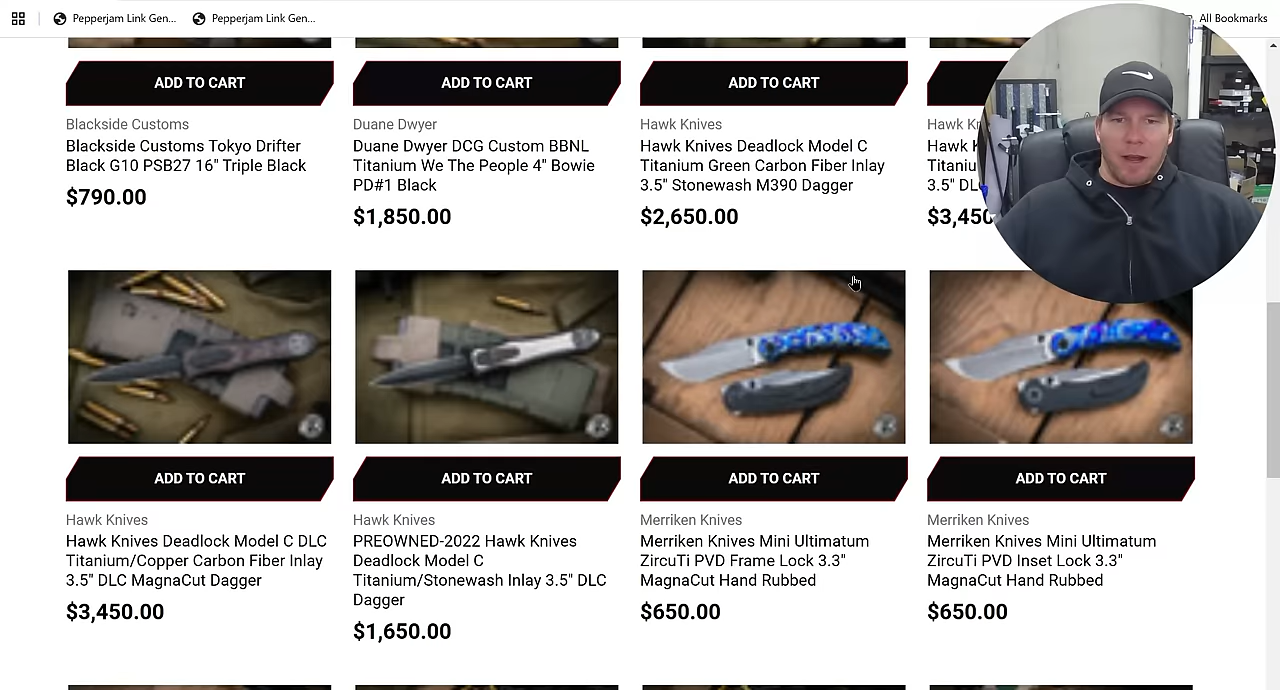 Pepperjam Link Gen...
Pepperjam Link Gen...
All Bookmarks
ADD TO CART
ADD TO CART
ADD TO CART
Blackside Customs
Blackside Customs Tokyo Drifter
Black G10 PSB27 16" Triple Black
$790.00
Duane Dwyer
Duane Dwyer DCG Custom BBNL
Titanium We The People 4" Bowie
PD#1 Black
$1,850.00
Hawk Knives
Hawk Knives Deadlock Model C
Titanium Green Carbon Fiber Inlay
3.5" Stonewash M390 Dagger
$2,650.00
Hawk
Hawk
3.5"
$3,450
ADD TO CART
ADD TO CART
ADD TO CART
ADD TO CART
Hawk Knives
Hawk Knives Deadlock Model C DLC
Titanium/Copper Carbon Fiber Inlay
3.5" DLC MagnaCut Dagger
$3,450.00
Hawk Knives
PREOWNED-2022 Hawk Knives
Deadlock Model C
Titanium/Stonewash Inlay 3.5" DLC
Dagger
$1,650.00
Merriken Knives
Merriken Knives Mini Ultimatum
ZircuTi PVD Frame Lock 3.3"
MagnaCut Hand Rubbed
$650.00
Merriken Knives
Merriken Knives Mini Ultimatum
ZircuTi PVD Inset Lock 3.3"
MagnaCut Hand Rubbed
$650.00